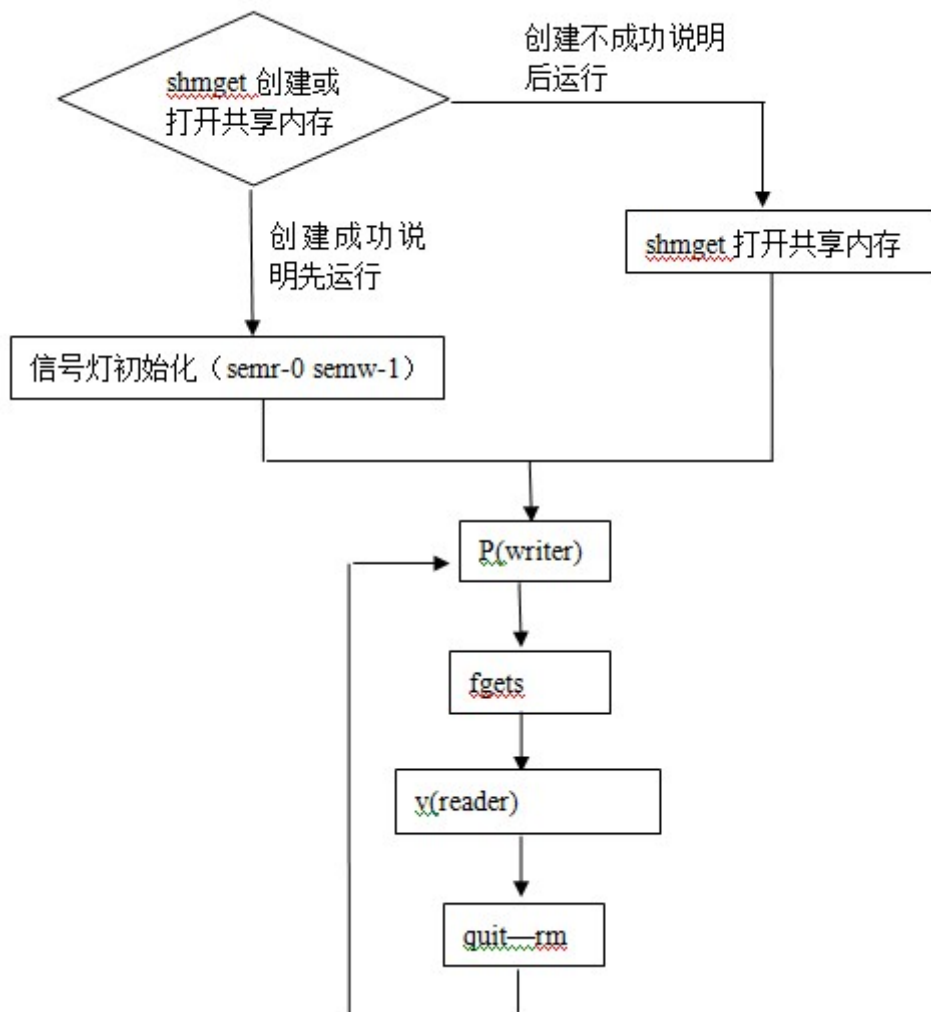 创建不成功说明
后运行
shmget 创建或
打开共享内存
创建成功说
明先运行
shmget 打开共享内存
信号灯初始化（semr-0 semw-1）
P(writer)
fgets
v(reader)
quit—rm